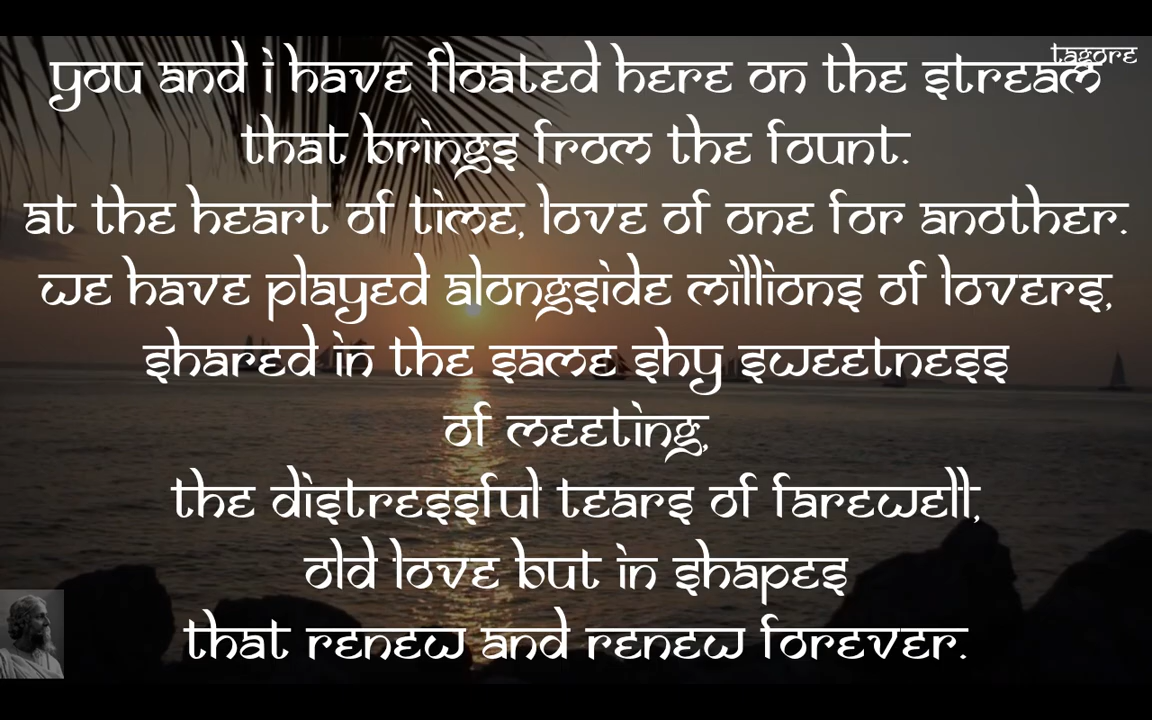 tagore
you and i have floated here on the stream
that brings from the fount.
at the heart of time, love of one for another.
we have played alongside millions of lovers,
shared in the same shy sweetness
of meeting,
the distressful tears of farewell,
old love but in shapes
that renew and renew forever.